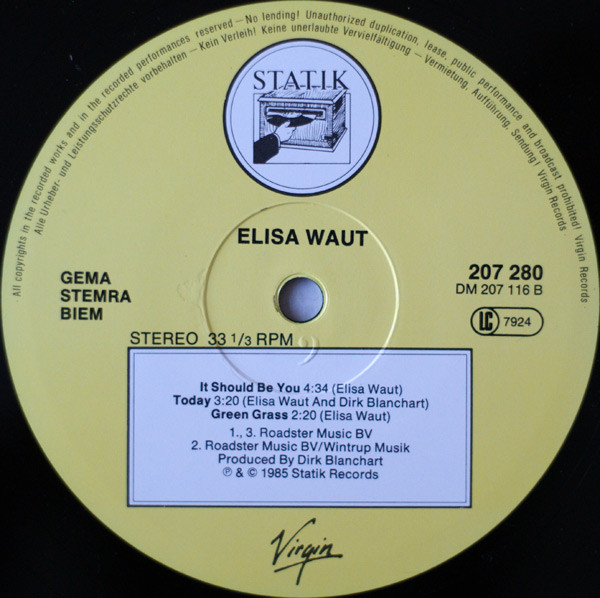 All copyrights in the recorded works and in the recorded performances reserved – No lending! Unauthorized duplication, lease, public performance and broadcast prohibited! Virgin Records
Alle Urheber- und Leistungsschutzrechte vorbehalten – Kein Verleih! Keine unerlaubte Vervielfältigung – Vermietung, Aufführung, Sendung! Virgin Records
STATIK
ELISA WAUT
GEMA
STEMRA
BIEM
207 280
DM 207 116 B
LC 7924
STEREO 33 1/3 RPM
It Should Be You 4:34 (Elisa Waut)
Today 3:20 (Elisa Waut And Dirk Blanchart)
Green Grass 2:20 (Elisa Waut)
1., 3. Roadster Music BV
2. Roadster Music BV/Wintrup Musik
Produced By Dirk Blanchart
℗ & © 1985 Statik Records
Virgin